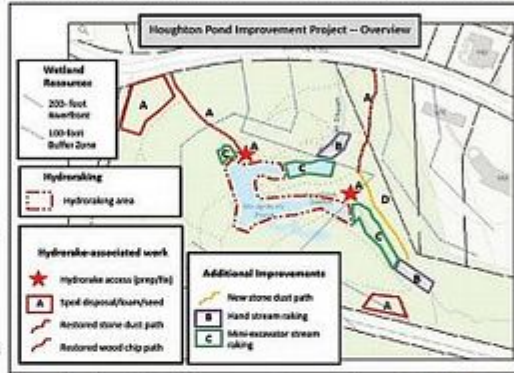 Houghton Pond Improvement Project -- Overview
Wetland
Resources
200-foot
Riverfront
100-foot
Buffer Zone
Hydroraking
Hydroraking area
Hydrorake-associated work
Hydrorake access (prep/fix)
A Spoil disposal/loam/seed
Restored stone dust path
Restored wood chip path
Additional Improvements
New stone dust path
B Hand stream raking
C Mini-excavator stream
raking
A
A
A
B
C
A
C
A
D
C
B
A